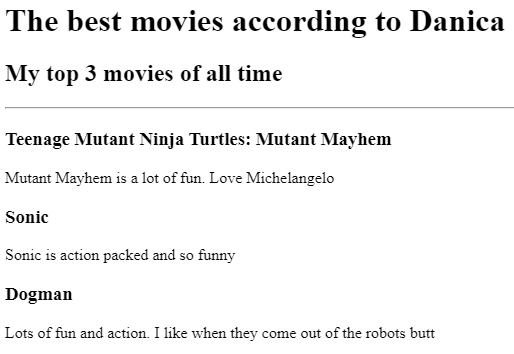 The best movies according to Danica
My top 3 movies of all time
Teenage Mutant Ninja Turtles: Mutant Mayhem
Mutant Mayhem is a lot of fun. Love Michelangelo
Sonic
Sonic is action packed and so funny
Dogman
Lots of fun and action. I like when they come out of the robots butt